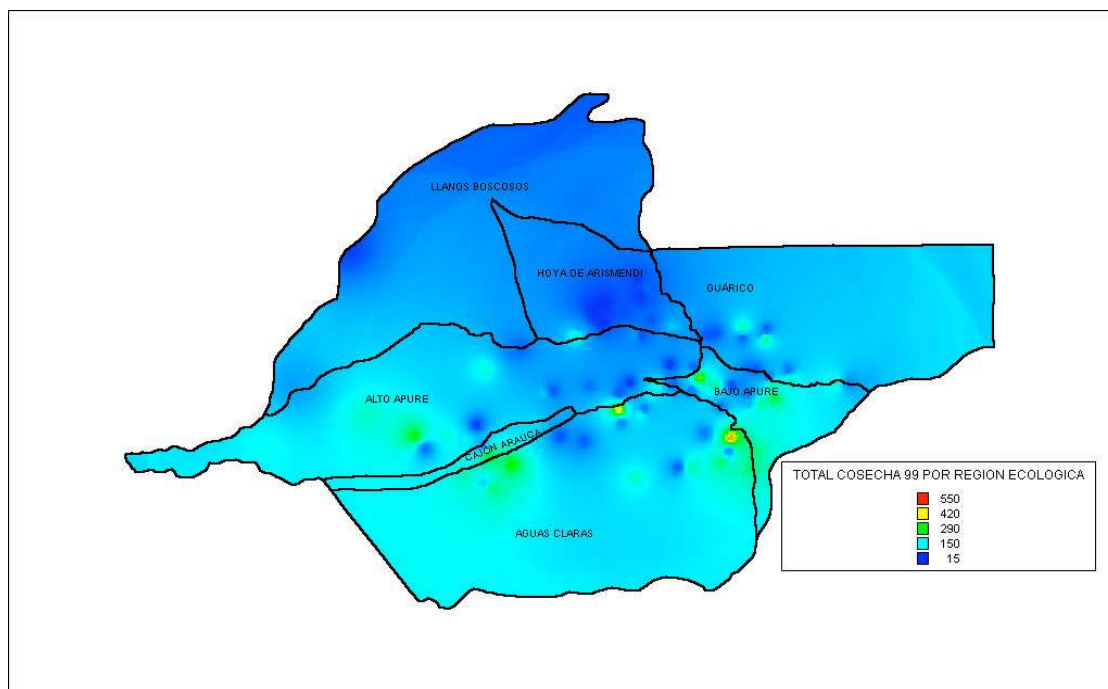 LLANOS BOSCOSOS
HOYA DE ARISMENDI
GUÁRICO
ALTO APURE
BAJO APURE
CAJÓN ARAUCA
AGUAS CLARAS
TOTAL COSECHA 99 POR REGION ECOLOGICA
550
420
290
150
15